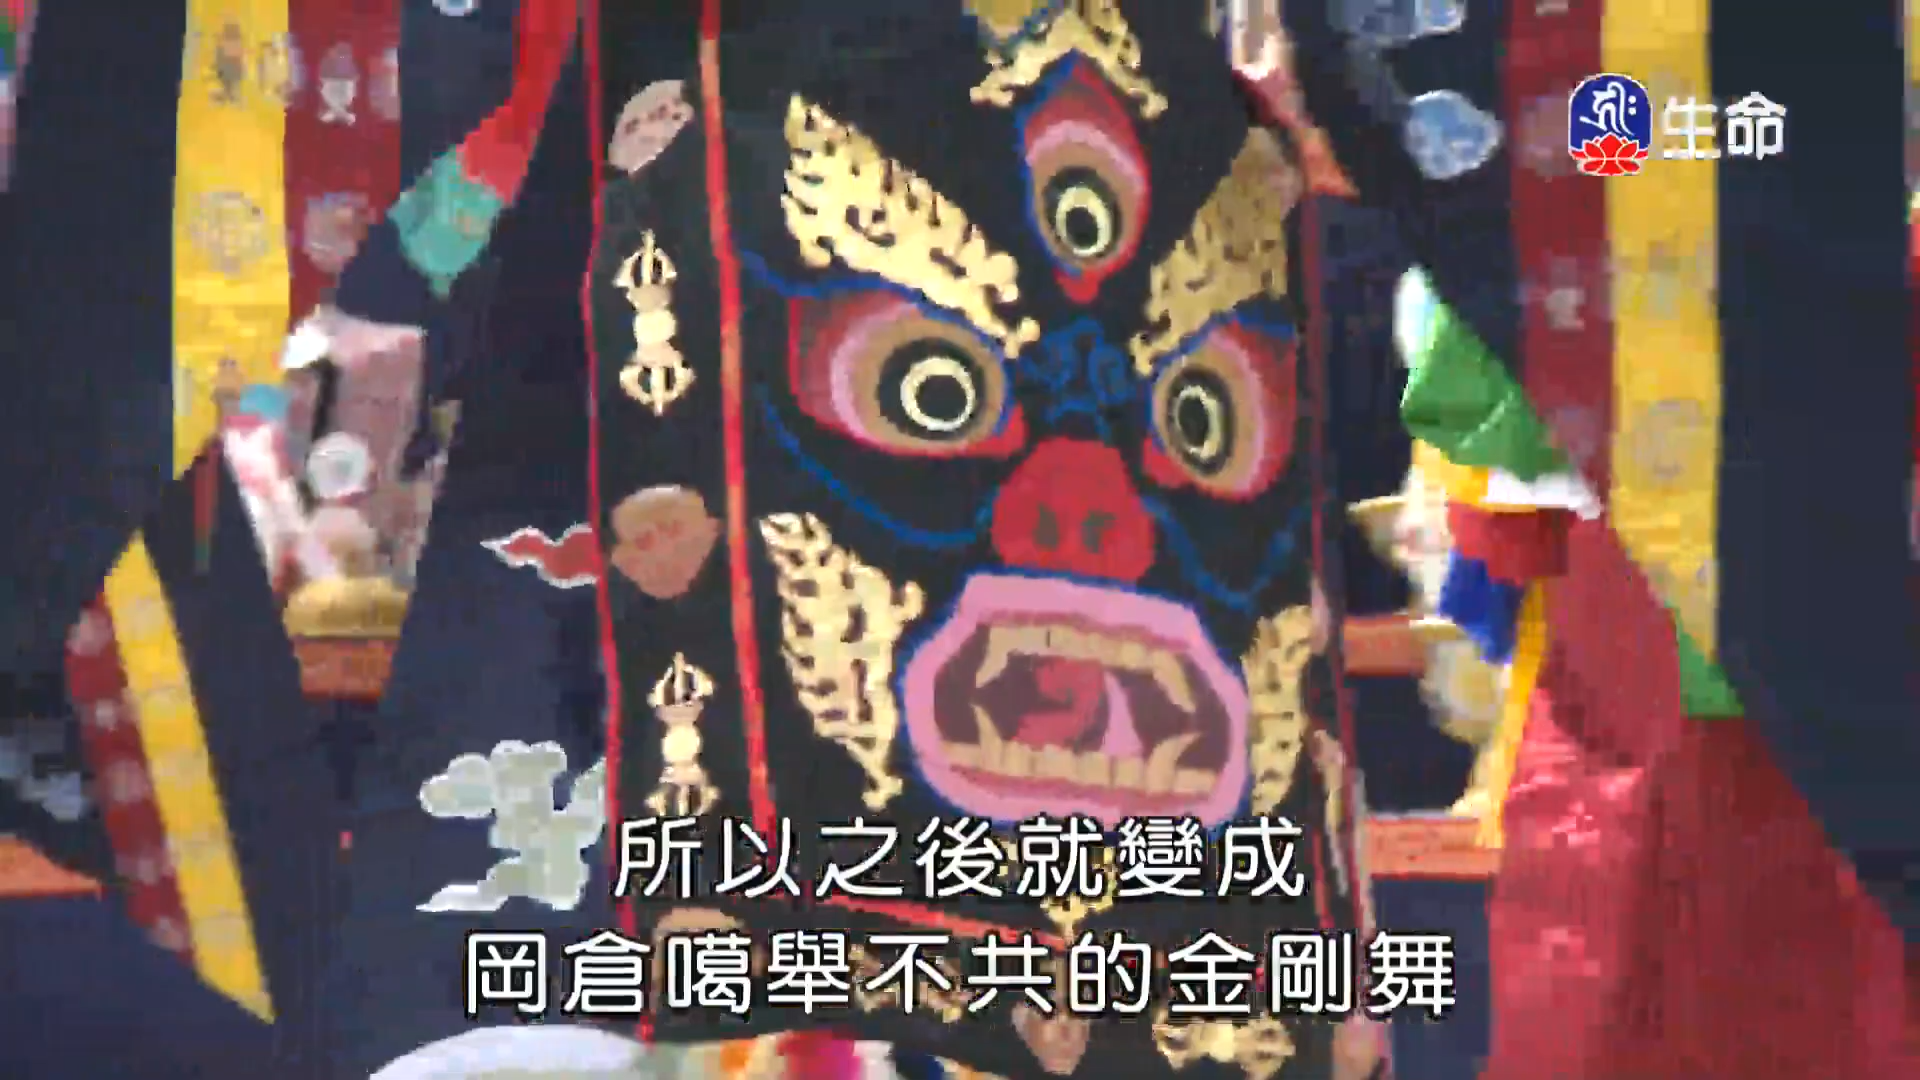 生命
所以之後就變成
岡倉噶舉不共的金剛舞